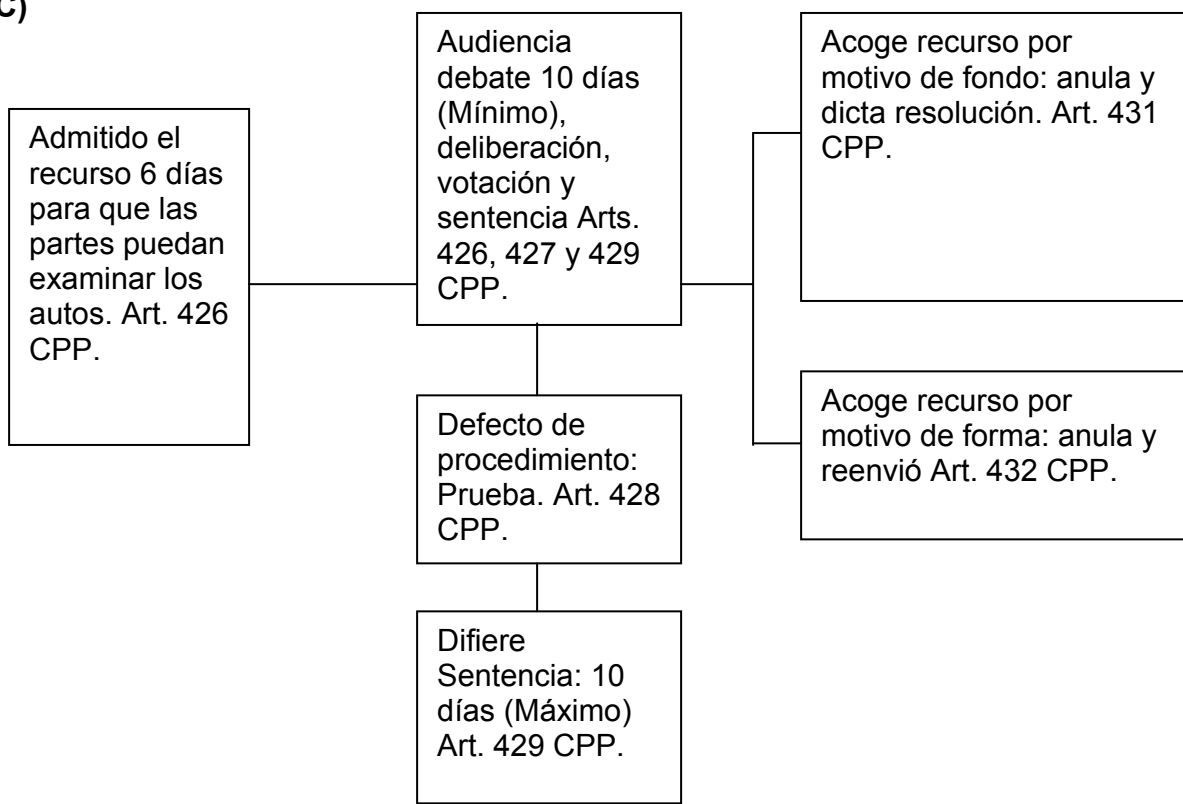 C)
Admitido el
recurso 6 días
para que las
partes puedan
examinar los
autos. Art. 426
CPP.
Audiencia
debate 10 días
(Mínimo),
deliberación,
votación y
sentencia Arts.
426, 427 y 429
CPP.
Defecto de
procedimiento:
Prueba. Art. 428
CPP.
Difiere
Sentencia: 10
días (Máximo)
Art. 429 CPP.
Acoge recurso por
motivo de fondo: anula y
dicta resolución. Art. 431
CPP.
Acoge recurso por
motivo de forma: anula y
reenvió Art. 432 CPP.